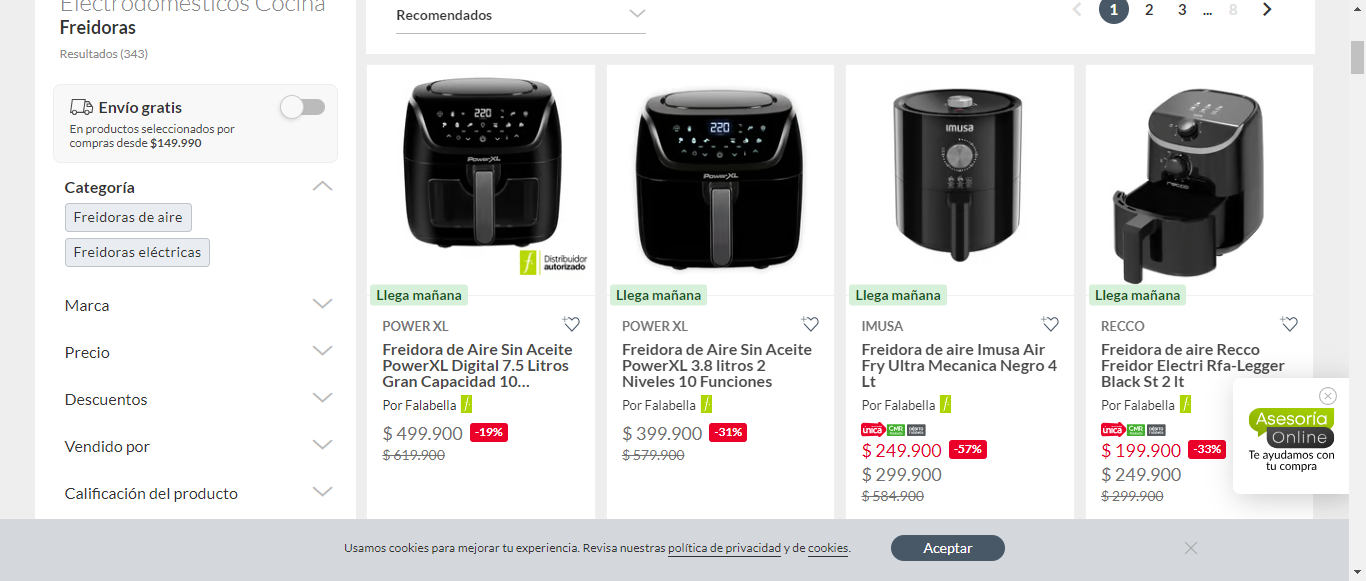 Electrodomésticos Cocina
Freidoras
Resultados (343)
Envío gratis
En productos seleccionados por
compras desde $149.990
Categoría
Freidoras de aire
Freidoras eléctricas
Marca
Precio
Descuentos
Vendido por
Calificación del producto
Recomendados
1 2 3 ... 8
220
PowerXL
Distribuidor
autorizado
Llega mañana
POWER XL
Freidora de Aire Sin Aceite
PowerXL Digital 7.5 Litros
Gran Capacidad 10...
Por Falabella f
$ 499.900 -19%
$ 619.900
220
PowerXL
Llega mañana
POWER XL
Freidora de Aire Sin Aceite
PowerXL 3.8 litros 2
Niveles 10 Funciones
Por Falabella f
$ 399.900 -31%
$ 579.900
imusa
Llega mañana
IMUSA
Freidora de aire Imusa Air
Fry Ultra Mecanica Negro 4
Lt
Por Falabella f
unica CMR
$ 249.900 -57%
$ 299.900
$ 584.900
recco
Llega mañana
RECCO
Freidora de aire Recco
Freidor Electri Rfa-Legger
Black St 2 lt
Por Falabella f
unica CMR
$ 199.900 -33%
$ 249.900
$ 299.900
Asesoría
Online
Te ayudamos con
tu compra
Usamos cookies para mejorar tu experiencia. Revisa nuestras política de privacidad y de cookies.
Aceptar